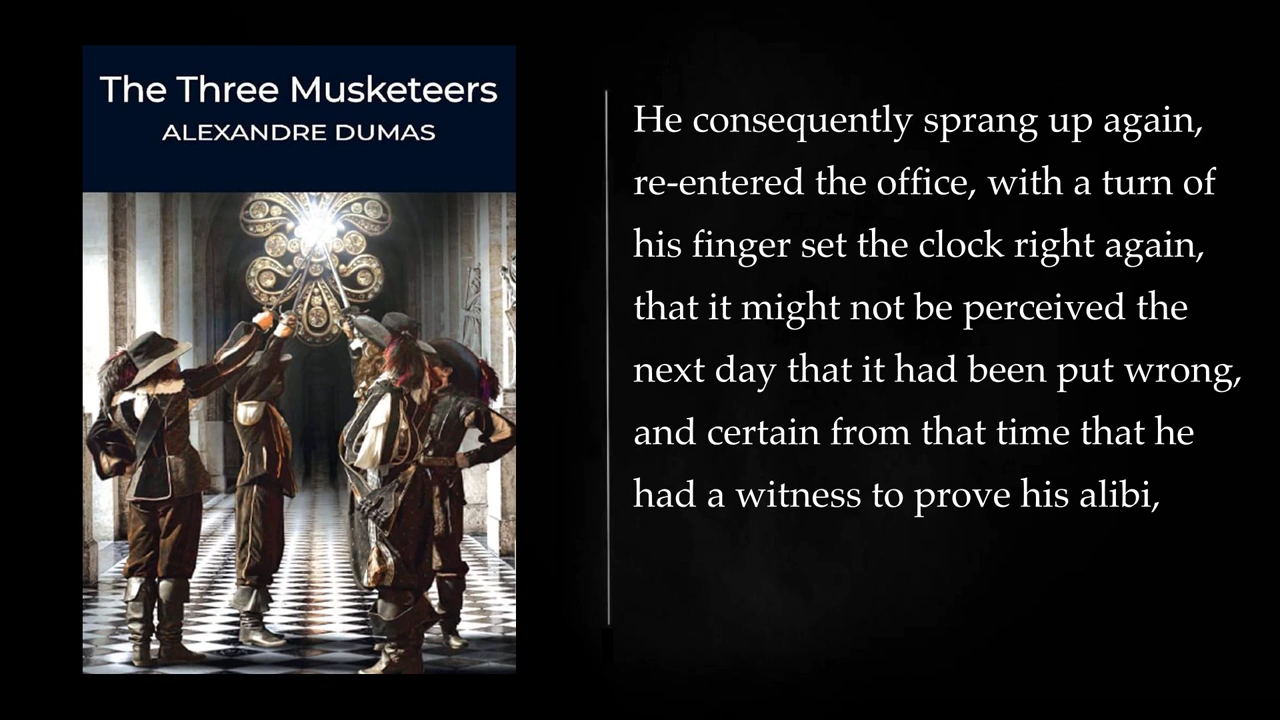 The Three Musketeers
ALEXANDRE DUMAS
He consequently sprang up again,
re-entered the office, with a turn of
his finger set the clock right again,
that it might not be perceived the
next day that it had been put wrong,
and certain from that time that he
had a witness to prove his alibi,